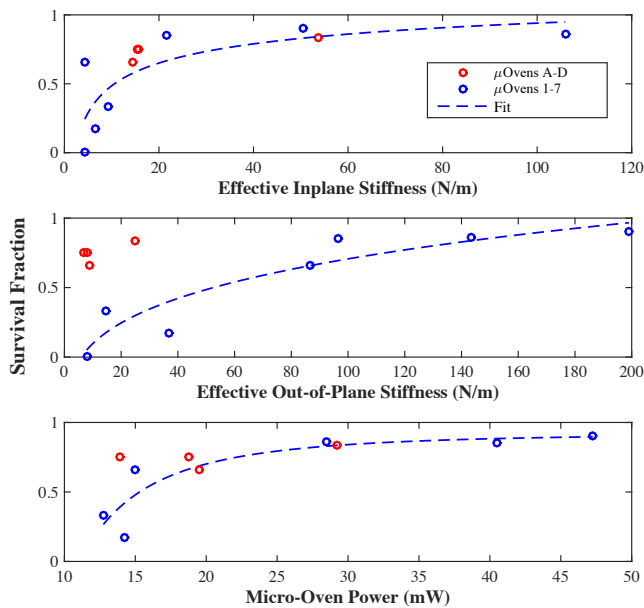 1
0.5
0
0 20 40 60 80 100 120
Effective Inplane Stiffness (N/m)
μOvens A-D
μOvens 1-7
Fit
Survival Fraction
1
0.5
0
0 20 40 60 80 100 120 140 160 180 200
Effective Out-of-Plane Stiffness (N/m)
1
0.5
0
10 15 20 25 30 35 40 45 50
Micro-Oven Power (mW)